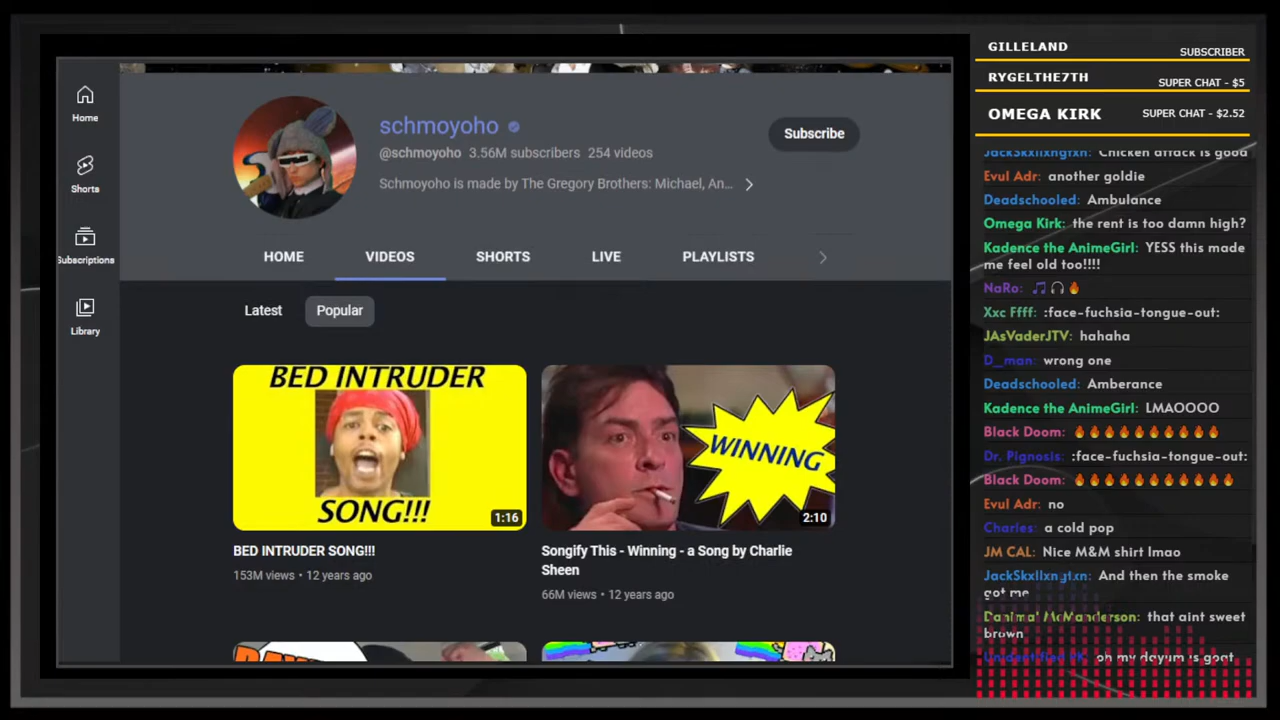 Home
Shorts
Subscriptions
Library
schmoyoho
@schmoyoho 3.56M subscribers 254 videos
Schmoyoho is made by The Gregory Brothers: Michael, An...
Subscribe
HOME VIDEOS SHORTS LIVE PLAYLISTS
Latest Popular
BED INTRUDER
SONG!!!
1:16
BED INTRUDER SONG!!!
153M views • 12 years ago
WINNING
2:10
Songify This - Winning - a Song by Charlie
Sheen
66M views • 12 years ago
GILLELAND SUBSCRIBER
RYGELTHE7TH SUPER CHAT - $5
OMEGA KIRK SUPER CHAT - $2.52
Chicken attack is good
Evul Adr: another goldie
Deadschooled: Ambulance
Omega Kirk: the rent is too damn high?
Kadence the AnimeGirl: YESS this made
me feel old too!!!!
NaRo: 🎵🎧🔥
Xxc Ffff: :face-fuchsia-tongue-out:
JAsVaderJTV: hahaha
D__man: wrong one
Deadschooled: Amberance
Kadence the AnimeGirl: LMAOOOO
Black Doom: 🔥🔥🔥🔥🔥🔥🔥🔥🔥🔥
Dr. Pignosis: :face-fuchsia-tongue-out:
Black Doom: 🔥🔥🔥🔥🔥🔥🔥🔥🔥🔥🔥
Evul Adr: no
Charles: a cold pop
JM CAL: Nice M&M shirt lmao
And then the smoke
got me
Danimal McManderson: that aint sweet
brown
oh my dayum is goat